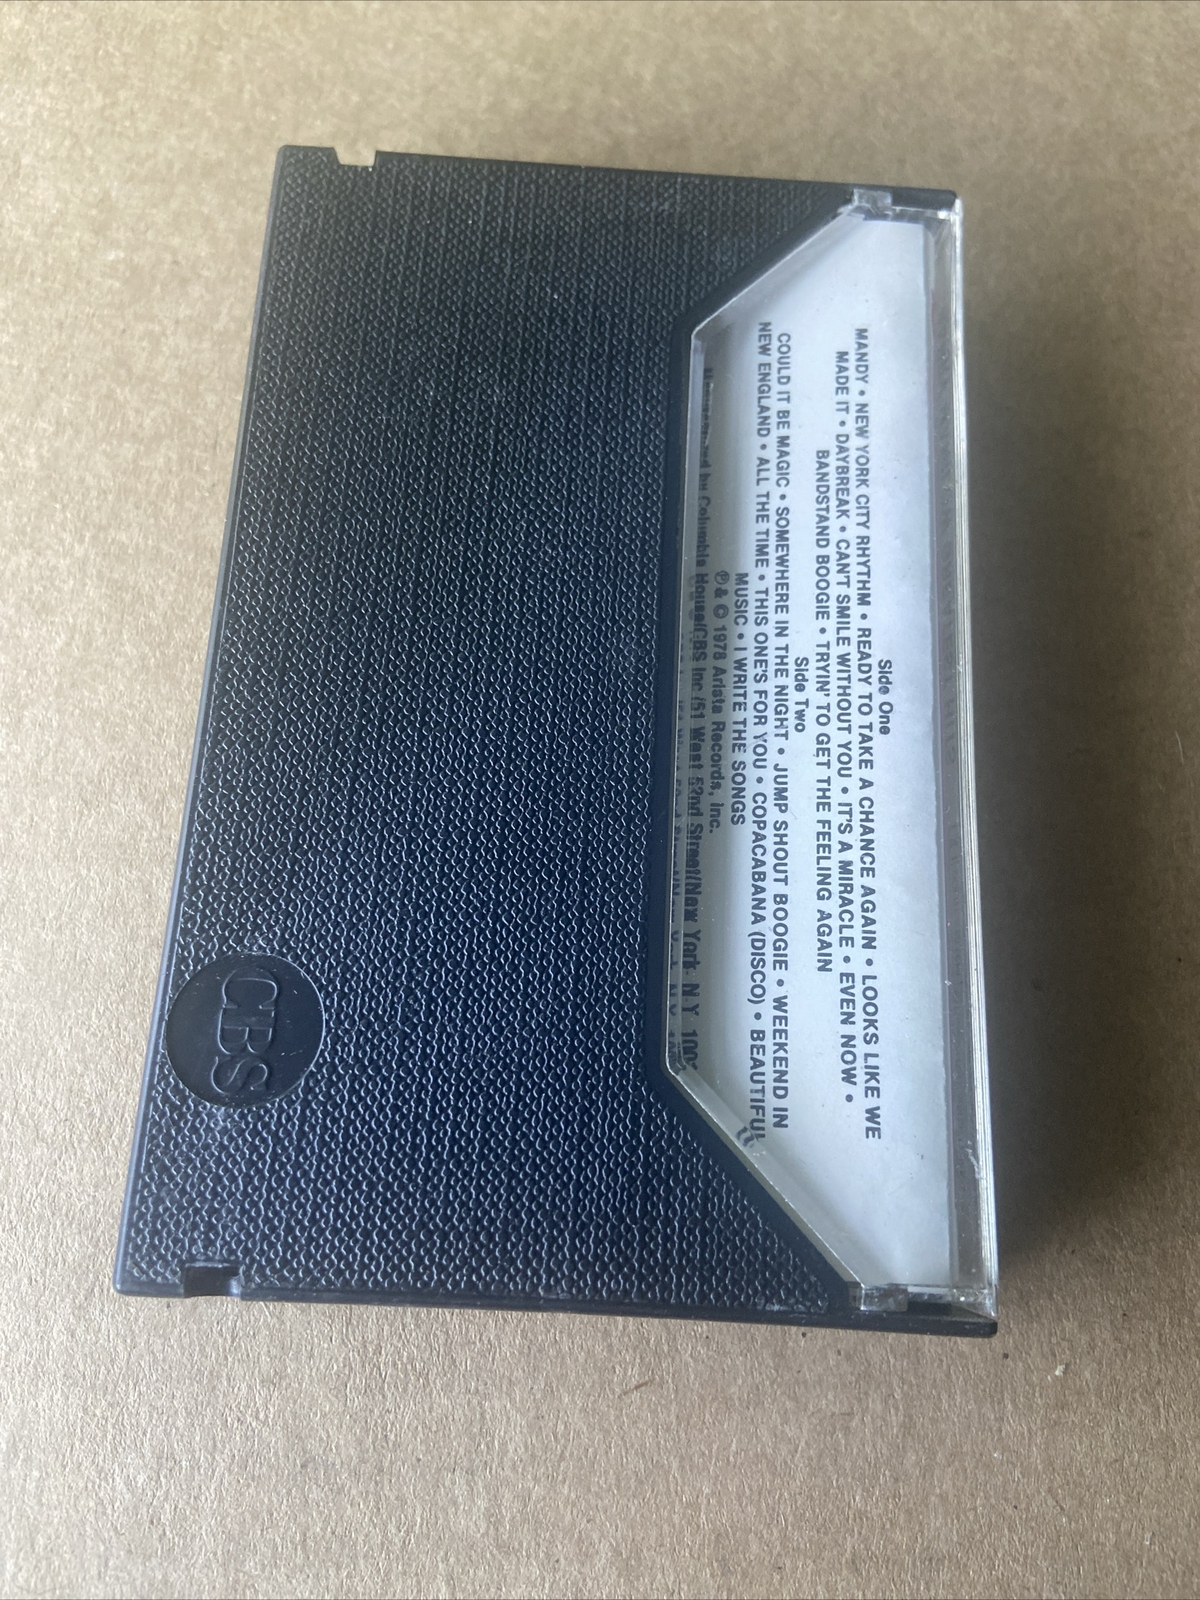 Side One
MANDY • NEW YORK CITY RHYTHM • READY TO TAKE A CHANCE AGAIN • LOOKS LIKE WE
MADE IT • DAYBREAK • CAN'T SMILE WITHOUT YOU • IT'S A MIRACLE • EVEN NOW •
BANDSTAND BOOGIE • TRYIN' TO GET THE FEELING AGAIN
Side Two
COULD IT BE MAGIC • SOMEWHERE IN THE NIGHT • JUMP SHOUT BOOGIE • WEEKEND IN
NEW ENGLAND • ALL THE TIME • THIS ONE'S FOR YOU • COPACABANA (DISCO) • BEAUTIFUL
MUSIC • I WRITE THE SONGS
℗ & © 1978 Arista Records, Inc.
by Columbia House/CBS Inc./51 West 52nd Street/New York, N.Y.
CBS